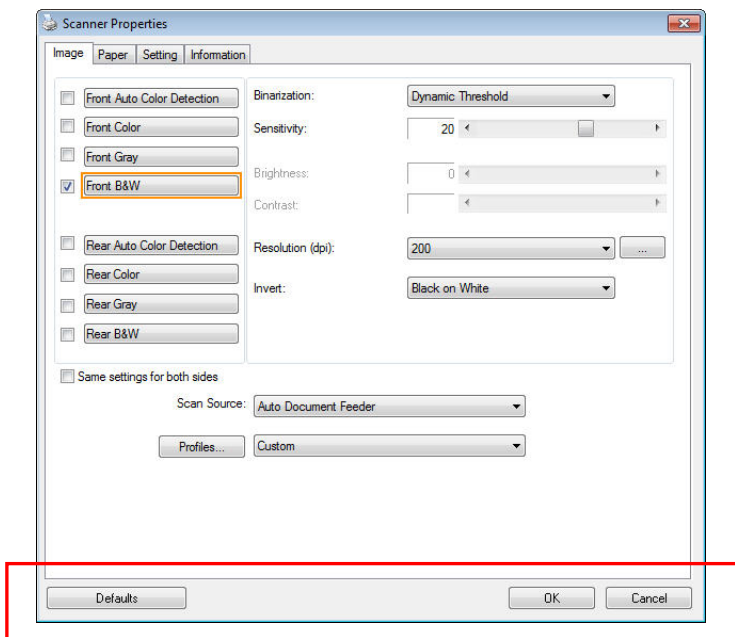 Scanner Properties
Image Paper Setting Information
Front Auto Color Detection
Front Color
Front Gray
Front B&W
Rear Auto Color Detection
Rear Color
Rear Gray
Rear B&W
Binarization: Dynamic Threshold
Sensitivity: 20
Brightness: 0
Contrast:
Resolution (dpi): 200 ...
Invert: Black on White
Same settings for both sides
Scan Source: Auto Document Feeder
Profiles... Custom
Defaults OK Cancel